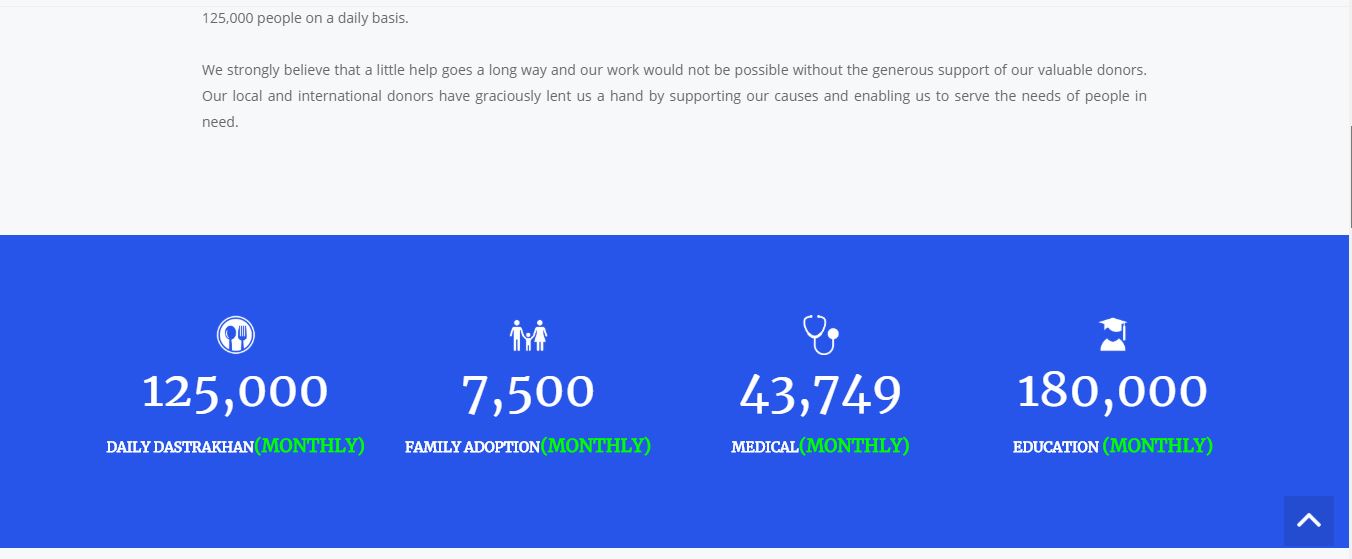 125,000 people on a daily basis.
We strongly believe that a little help goes a long way and our work would not be possible without the generous support of our valuable donors.
Our local and international donors have graciously lent us a hand by supporting our causes and enabling us to serve the needs of people in
need.
125,000 7,500 43,749 180,000
DAILY DASTRAKHAN(MONTHLY) FAMILY ADOPTION(MONTHLY) MEDICAL(MONTHLY) EDUCATION (MONTHLY)